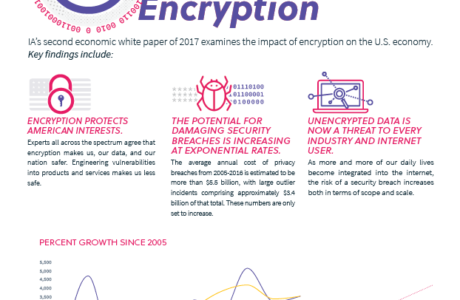 Encryption
IA's second economic white paper of 2017 examines the impact of encryption on the U.S. economy.
Key findings include:
ENCRYPTION PROTECTS
AMERICAN INTERESTS.
Experts all across the spectrum agree that
encryption makes us, our data, and our
nation safer. Engineering vulnerabilities
into products and services makes us less
safe.
01110100
01100001
0100000
THE POTENTIAL FOR
DAMAGING SECURITY
BREACHES IS INCREASING
AT EXPONENTIAL RATES.
The average annual cost of privacy
breaches from 2005-2016 is estimated to be
more than $5.5 billion, with large outlier
incidents comprising approximately $3.4
billion of that total. These numbers are only
set to increase.
UNENCRYPTED DATA IS
NOW A THREAT TO EVERY
INDUSTRY AND INTERNET
USER.
As more and more of our daily lives
become integrated into the internet,
the risk of a security breach increases
both in terms of scope and scale.
PERCENT GROWTH SINCE 2005
5,500
5,000
4,500
4,000
3,500